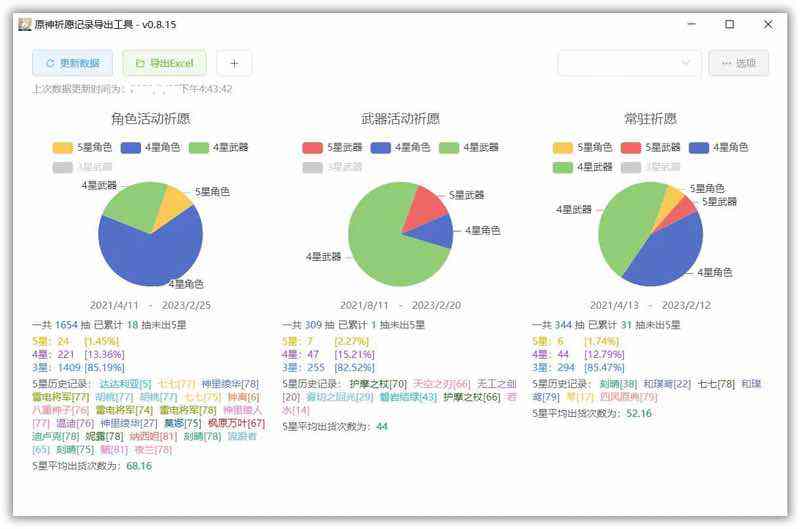 原神祈愿记录导出工具 - v0.8.15
更新数据
导出Excel
+
选项
上次数据更新时间为:
下午4:43:42
角色活动祈愿
5星角色
4星角色
4星武器
3星武器
4星武器
5星角色
4星角色
2021/4/11 - 2023/2/25
一共 1654 抽 已累计 18 抽未出5星
5星: 24 [1.45%]
4星: 221 [13.36%]
3星: 1409 [85.19%]
5星历史记录: 达达利亚[5] 七七[77] 神里绫华[78]
雷电将军[77] 胡桃[77] 胡桃[77] 七七[75] 钟离[6]
八重神子[76] 雷电将军[74] 雷电将军[78] 神里绫人
[77] 温迪[76] 神里绫华[27] 莫娜[75] 枫原万叶[67]
迪卢克[78] 妮露[78] 纳西妲[81] 刻晴[78] 流浪者
[65] 刻晴[75] 魈[81] 夜兰[78]
5星平均出货次数为: 68.16
武器活动祈愿
5星武器
4星角色
4星武器
3星武器
5星武器
4星角色
4星武器
2021/8/11 - 2023/2/20
一共 309 抽 已累计 1 抽未出5星
5星: 7 [2.27%]
4星: 47 [15.21%]
3星: 255 [82.52%]
5星历史记录: 护摩之杖[70] 天空之刃[66] 无工之剑
[20] 雾切之回光[29] 磐岩结绿[43] 护摩之杖[66] 若
水[14]
5星平均出货次数为: 44
常驻祈愿
5星角色
5星武器
4星角色
4星武器
3星武器
5星角色
5星武器
4星武器
4星角色
2021/4/13 - 2023/2/12
一共 344 抽 已累计 31 抽未出5星
5星: 6 [1.74%]
4星: 44 [12.79%]
3星: 294 [85.47%]
5星历史记录: 刻晴[38] 和璞鸢[22] 七七[78] 和璞
鸢[79] 琴[17] 四风原典[79]
5星平均出货次数为: 52.16